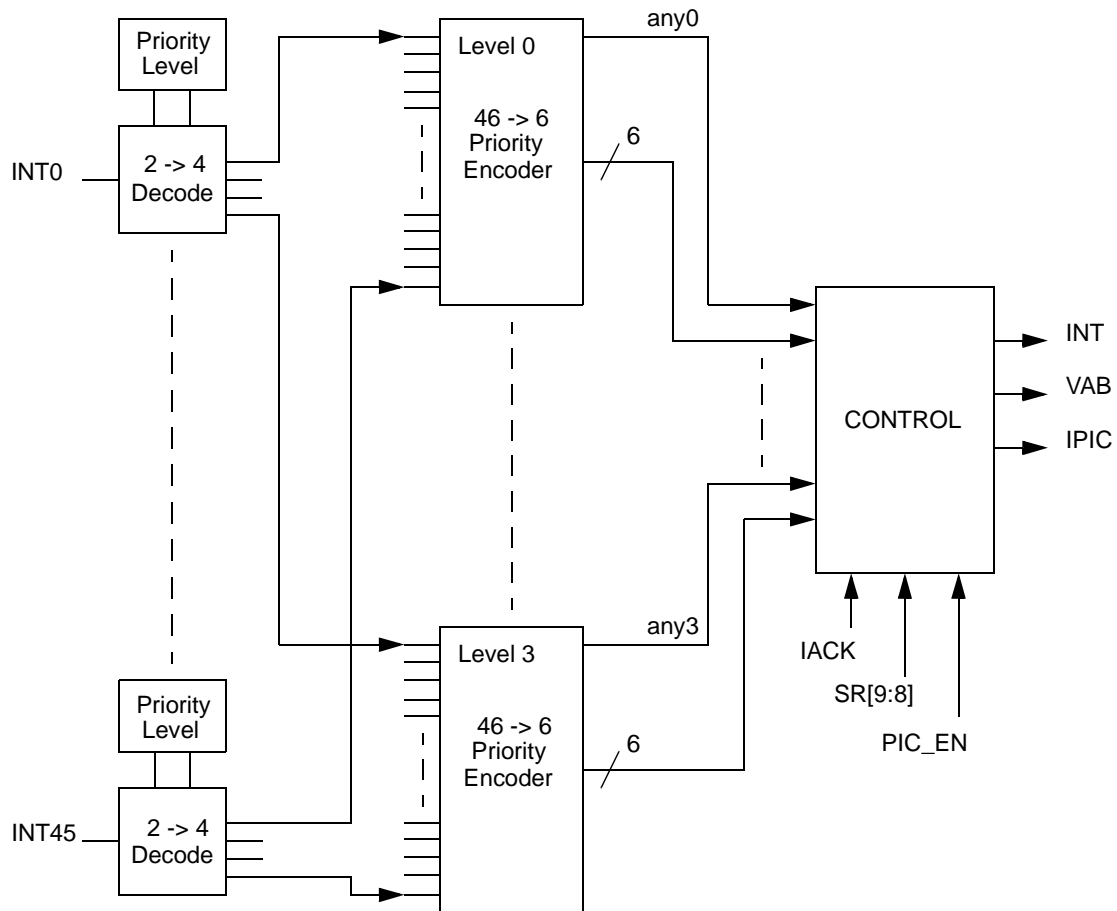 Priority
Level
INT0
2 -> 4
Decode
Level 0
46 -> 6
Priority
Encoder
any0
6
CONTROL
INT
VAB
IPIC
IACK
SR[9:8]
PIC_EN
Priority
Level
INT45
2 -> 4
Decode
Level 3
46 -> 6
Priority
Encoder
any3
6